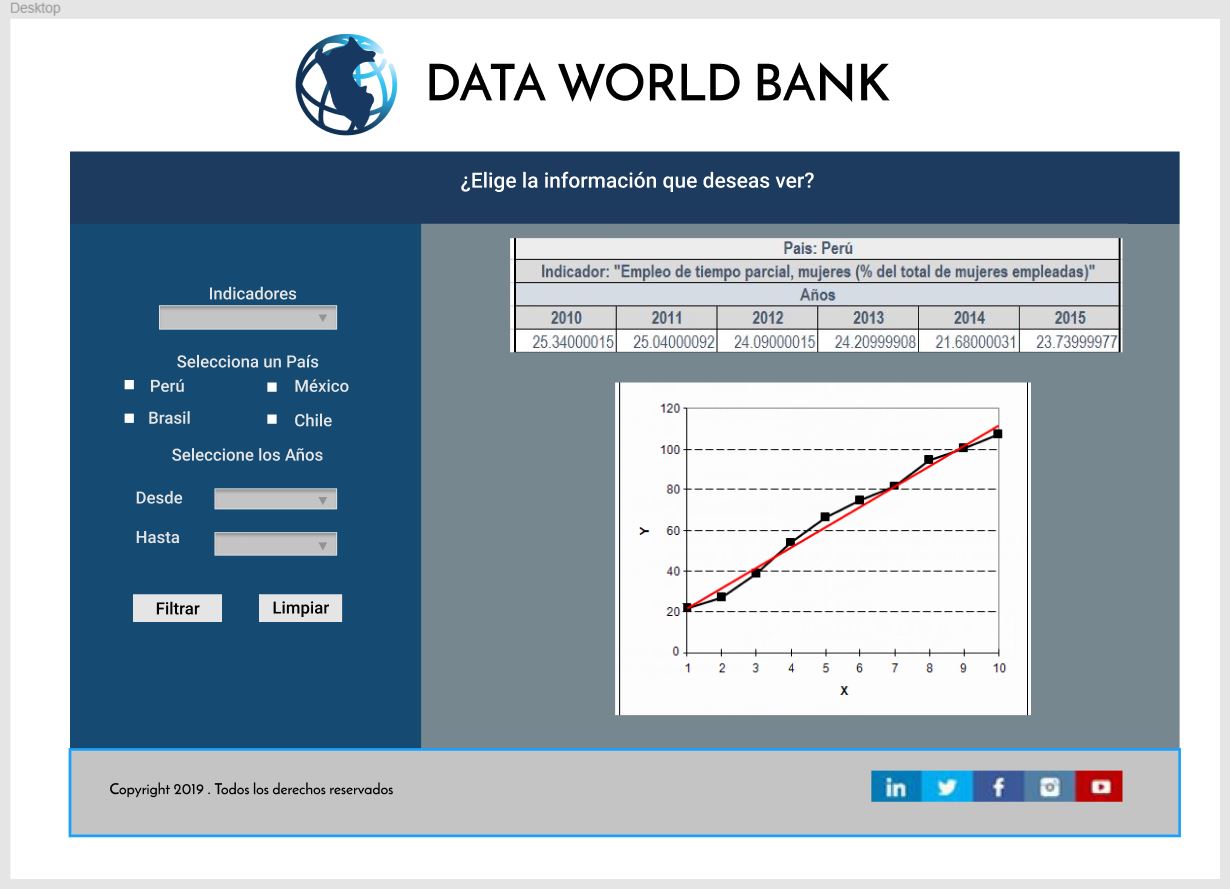 Desktop
DATA WORLD BANK
¿Elige la información que deseas ver?
Indicadores
Selecciona un País
Perú
México
Brasil
Chile
Seleccione los Años
Desde
Hasta
Filtrar
Limpiar
Pais: Perú
Indicador: "Empleo de tiempo parcial, mujeres (% del total de mujeres empleadas)"
Años
2010 2011 2012 2013 2014 2015
25.34000015 25.04000092 24.09000015 24.20999908 21.68000031 23.73999977
120
100
80
60
40
20
0
Y
1 2 3 4 5 6 7 8 9 10
X
Copyright 2019 . Todos los derechos reservados
in
f